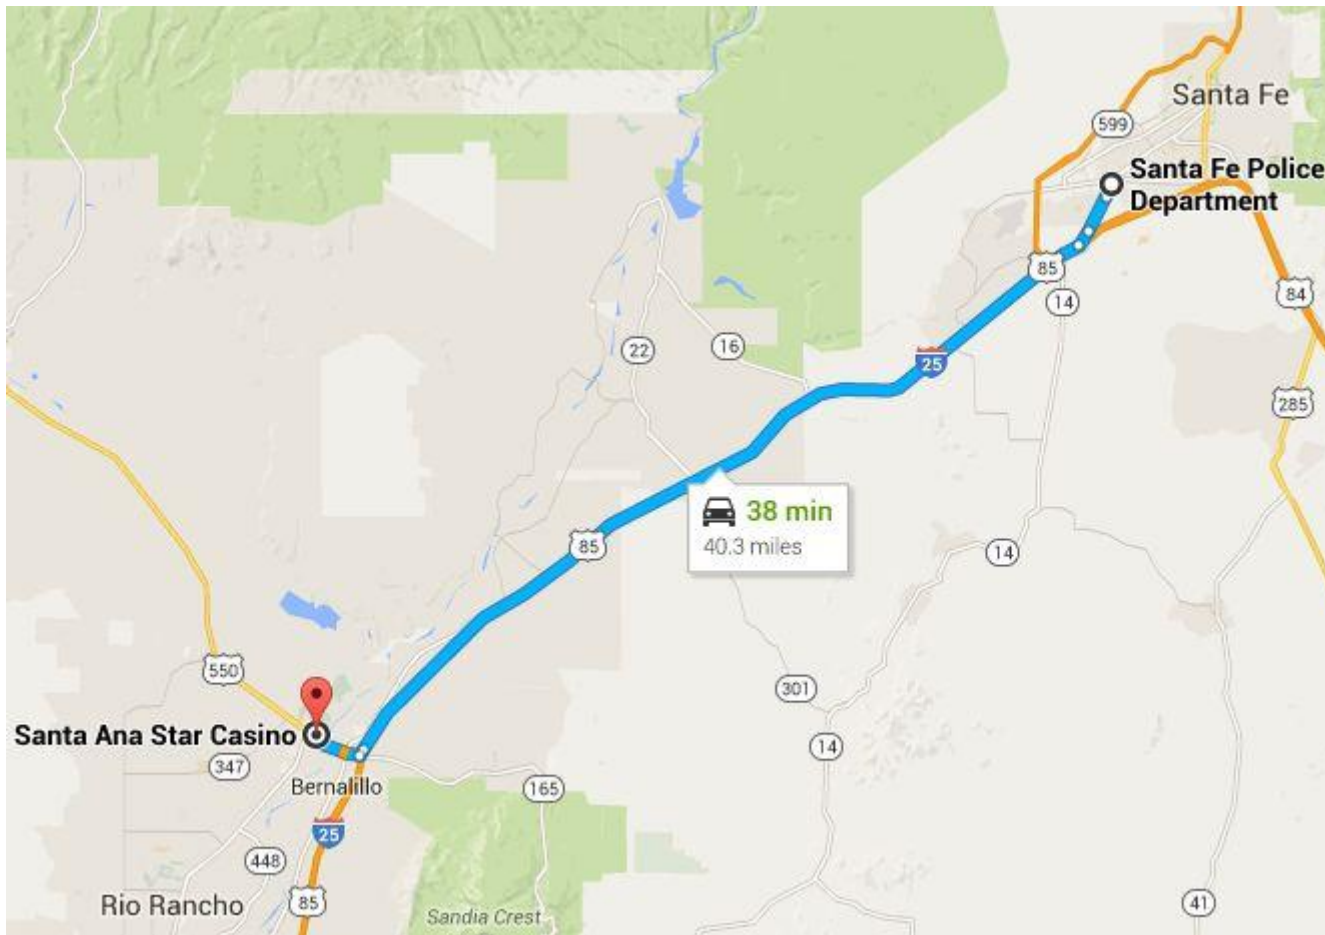 Santa Fe
599
Santa Fe Police
Department
85
14
84
22
16
25
285
38 min
40.3 miles
85
14
550
301
Santa Ana Star Casino
14
347
Bernalillo
165
25
448
Rio Rancho
85
Sandia Crest
41